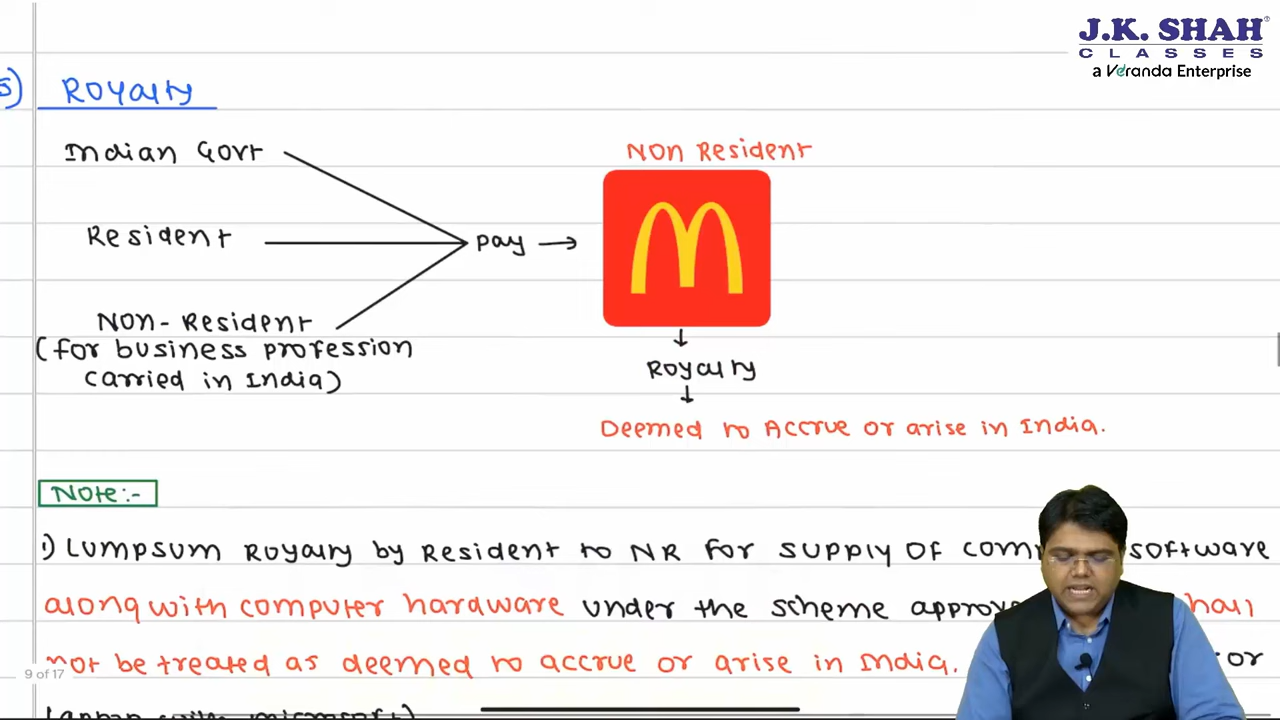 J.K. SHAH
CLASSES
a Veranda Enterprise
5) Royalty
Indian Govt
Non Resident
Resident
Pay →
Non-Resident
(for business profession
carried in India)
Royalty
Deemed to Accrue or arise in India.
Note:-
1) Lumpsum Royalty by Resident to NR for supply of software
along with computer hardware under the scheme
not be treated as deemed to accrue or arise in India. or
9 of 17